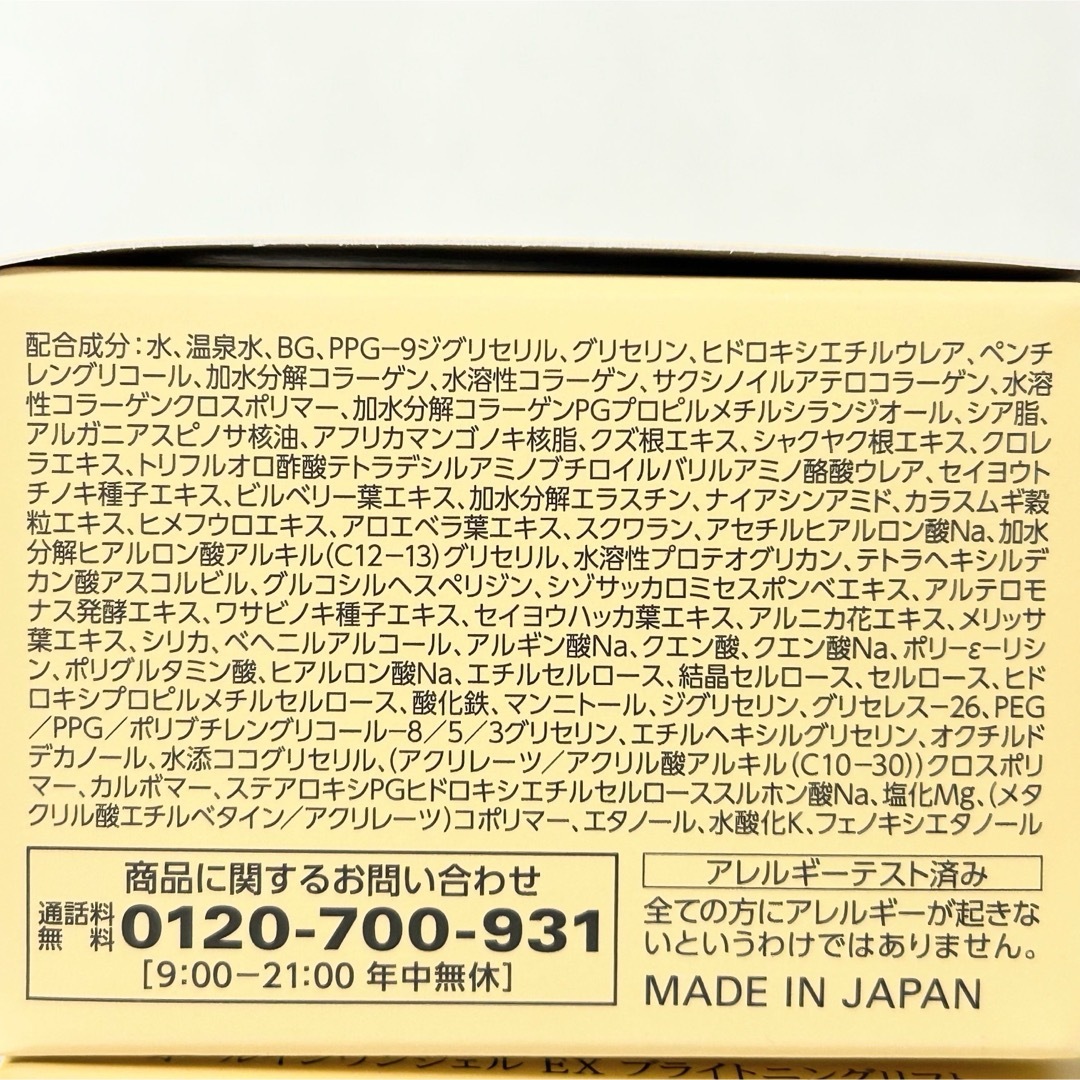 配合成分：水、温泉水、BG、PPG−9ジグリセリル、グリセリン、ヒドロキシエチルウレア、ペンチ
レングリコール、加水分解コラーゲン、水溶性コラーゲン、サクシノイルアテロコラーゲン、水溶
性コラーゲンクロスポリマー、加水分解コラーゲンPGプロピルメチルシランジオール、シア脂、
アルガニアスピノサ核油、アフリカマンゴノキ核脂、クズ根エキス、シャクヤク根エキス、クロレ
ラエキス、トリフルオロ酢酸テトラデシルアミノブチロイルバリルアミノ酪酸ウレア、セイヨウト
チノキ種子エキス、ビルベリー葉エキス、加水分解エラスチン、ナイアシンアミド、カラスムギ穀
粒エキス、ヒメフウロエキス、アロエベラ葉エキス、スクワラン、アセチルヒアルロン酸Na、加水
分解ヒアルロン酸アルキル(C12−13)グリセリル、水溶性プロテオグリカン、テトラヘキシルデ
カン酸アスコルビル、グルコシルヘスペリジン、シゾサッカロミセスポンベエキス、アルテロモ
ナス発酵エキス、ワサビノキ種子エキス、セイヨウハッカ葉エキス、アルニカ花エキス、メリッサ
葉エキス、シリカ、ベヘニルアルコール、アルギン酸Na、クエン酸、クエン酸Na、ポリ−ε−リシ
ン、ポリグルタミン酸、ヒアルロン酸Na、エチルセルロース、結晶セルロース、セルロース、ヒド
ロキシプロピルメチルセルロース、酸化鉄、マンニトール、ジグリセリン、グリセレス−26、PEG
／PPG／ポリブチレングリコール−8／5／3グリセリン、エチルヘキシルグリセリン、オクチルド
デカノール、水添ココグリセリル、(アクリレーツ／アクリル酸アルキル(C10−30))クロスポリ
マー、カルボマー、ステアロキシPGヒドロキシエチルセルローススルホン酸Na、塩化Mg、(メタ
クリル酸エチルベタイン／アクリレーツ)コポリマー、エタノール、水酸化K、フェノキシエタノール
商品に関するお問い合わせ
通話料
無料
0120-700-931
[9:00−21:00 年中無休]
アレルギーテスト済み
全ての方にアレルギーが起きな
いというわけではありません。
MADE IN JAPAN
オールインワンジェル EX ブライトニングリフト